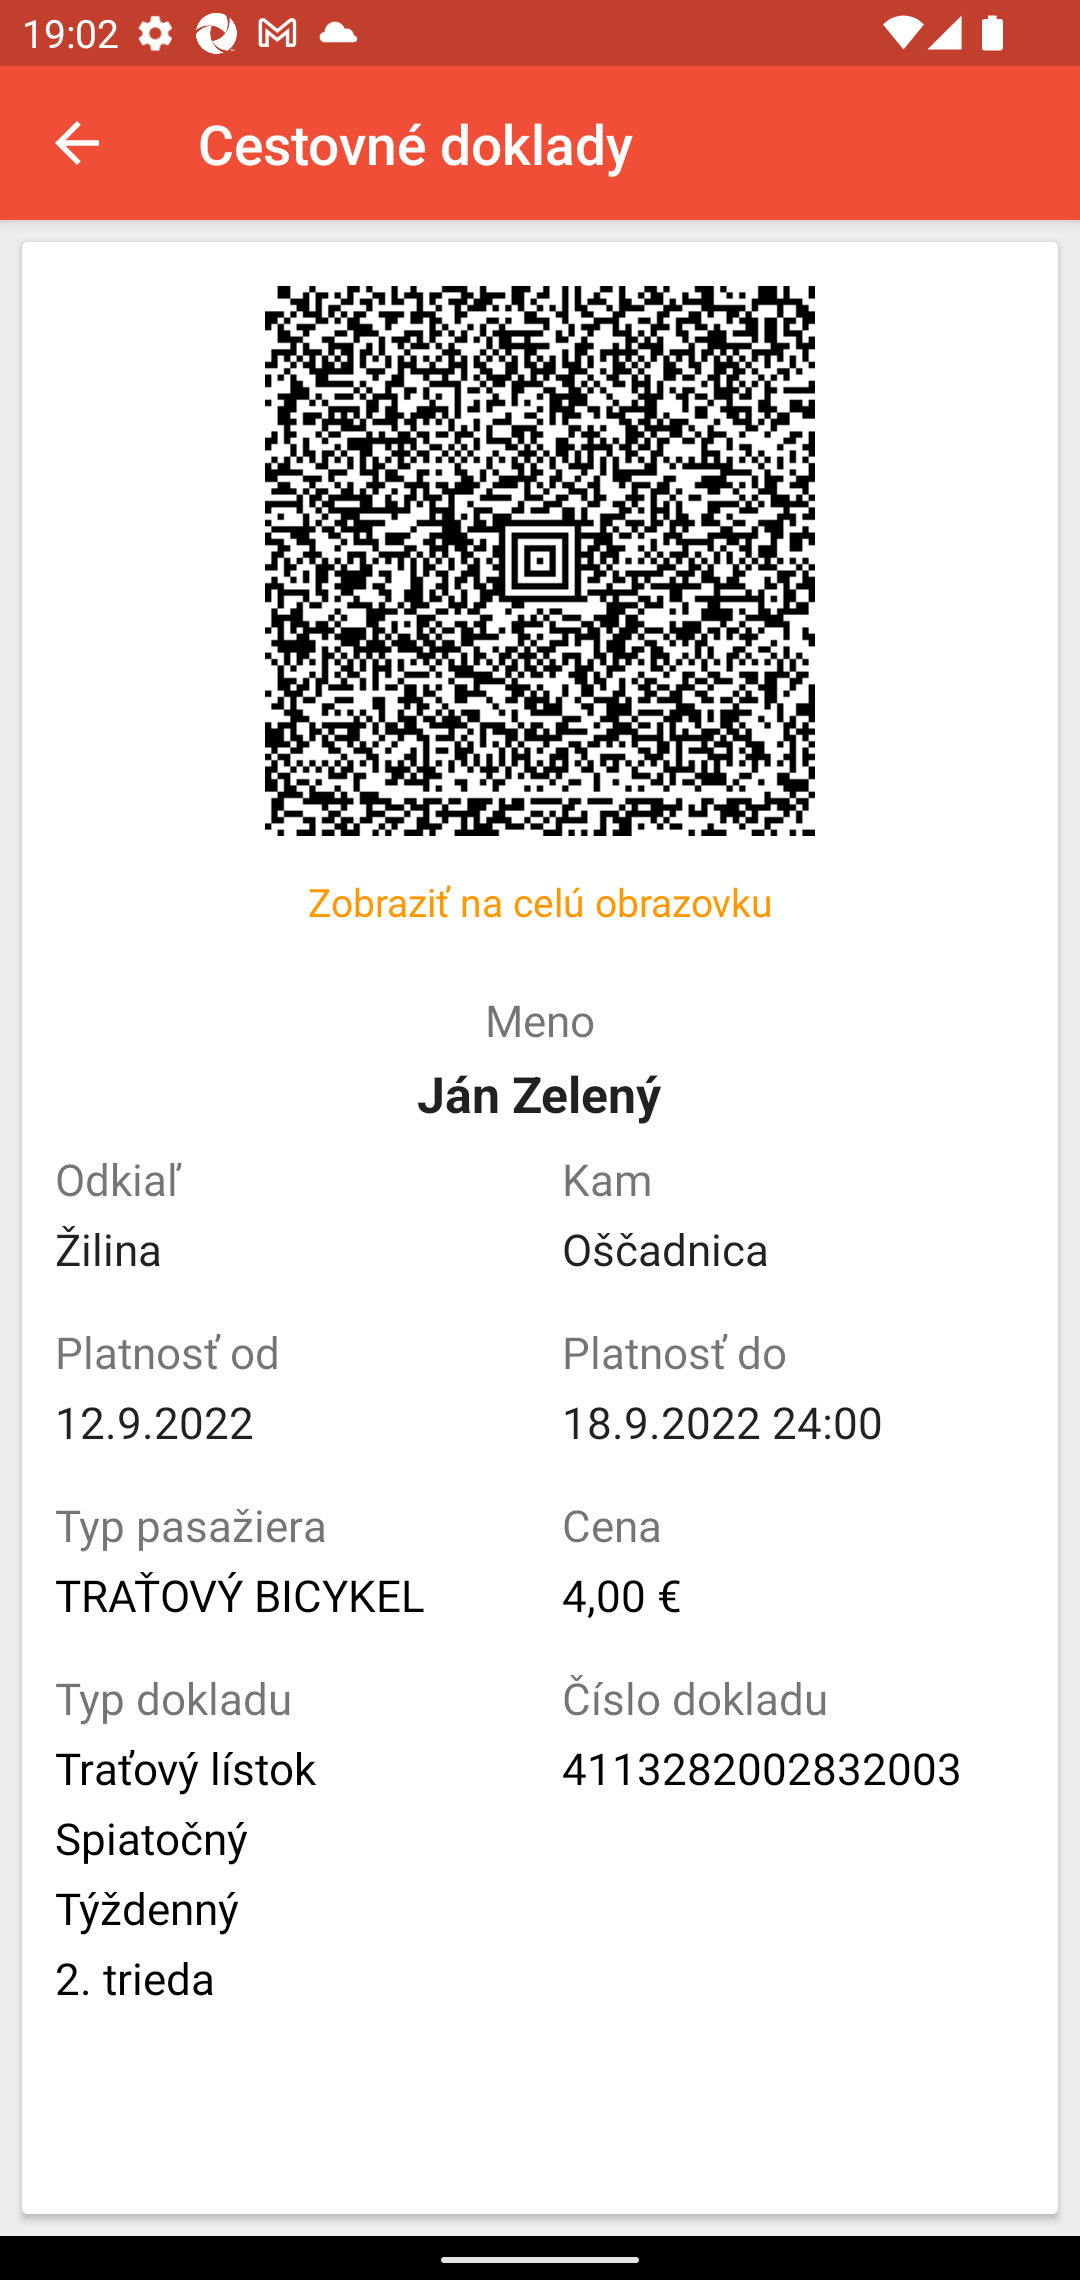 19:02
Cestovné doklady
Zobraziť na celú obrazovku
Meno
Ján Zelený
Odkiaľ
Kam
Žilina
Oščadnica
Platnosť od
Platnosť do
12.9.2022
18.9.2022 24:00
Typ pasažiera
Cena
TRAŤOVÝ BICYKEL
4,00 €
Typ dokladu
Číslo dokladu
Traťový lístok
4113282002832003
Spiatočný
Týždenný
2. trieda